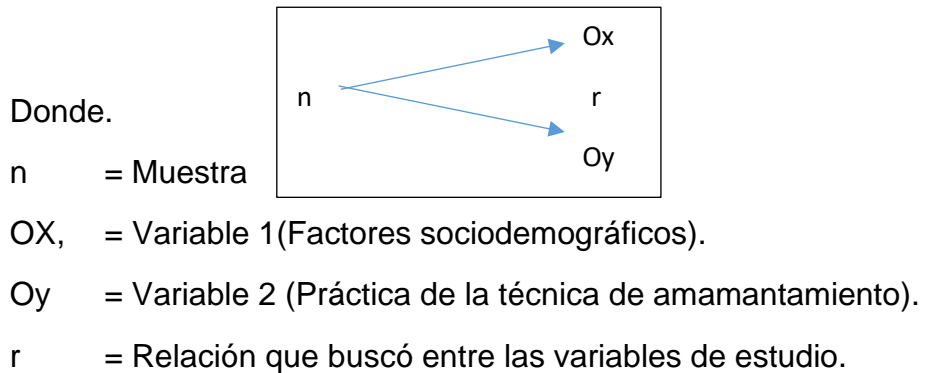 Ox
n r
Donde.
Oy
n = Muestra
OX, = Variable 1(Factores sociodemográficos).
Oy = Variable 2 (Práctica de la técnica de amamantamiento).
r = Relación que buscó entre las variables de estudio.